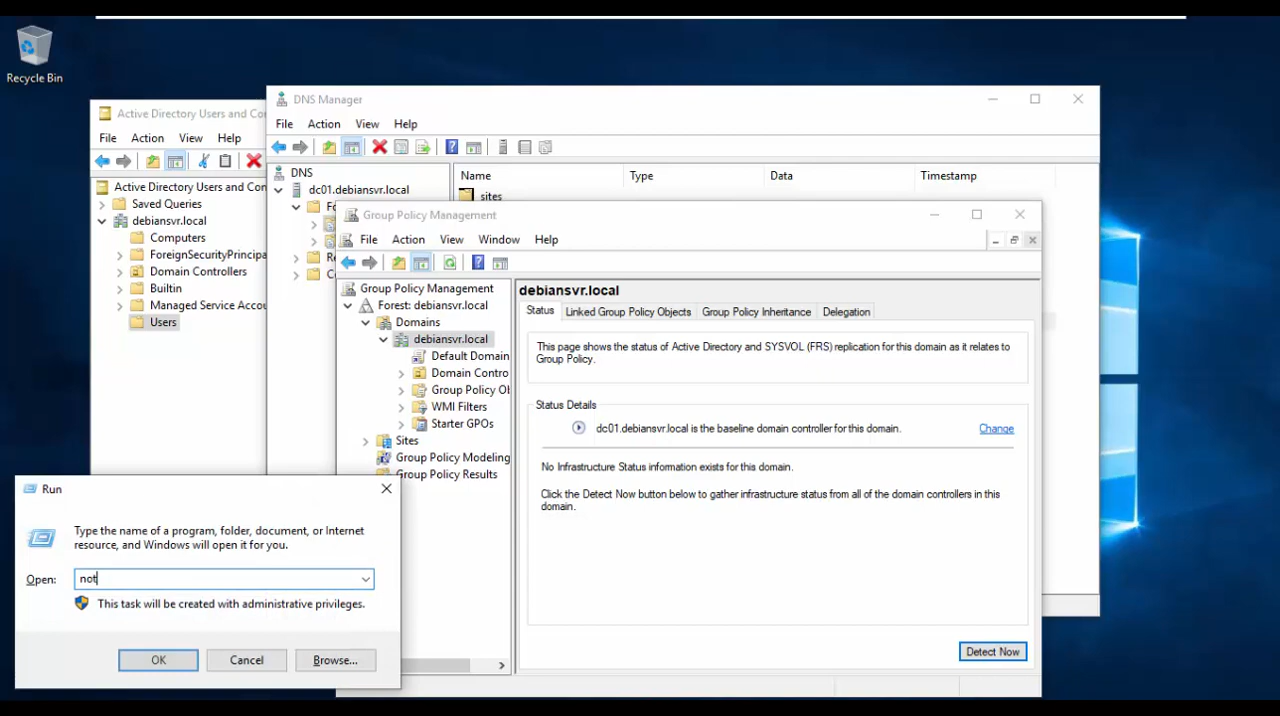 Recycle Bin
Active Directory Users and Con
File Action View Help
Active Directory Users and Con
Saved Queries
debiansvr.local
Computers
ForeignSecurityPrincipa
Domain Controllers
Builtin
Managed Service Accou
Users
DNS Manager
File Action View Help
DNS
dc01.debiansvr.local
Name Type Data Timestamp
sites
Group Policy Management
File Action View Window Help
Group Policy Management
Forest: debiansvr.local
Domains
debiansvr.local
Default Domain
Domain Contro
Group Policy Ob
WMI Filters
Starter GPOs
Sites
Group Policy Modeling
Group Policy Results
debiansvr.local
Status Linked Group Policy Objects Group Policy Inheritance Delegation
This page shows the status of Active Directory and SYSVOL (FRS) replication for this domain as it relates to
Group Policy.
Status Details
dc01.debiansvr.local is the baseline domain controller for this domain.
Change
No Infrastructure Status information exists for this domain.
Click the Detect Now button below to gather infrastructure status from all of the domain controllers in this
domain.
Detect Now
Run
Type the name of a program, folder, document, or Internet
resource, and Windows will open it for you.
Open: not
This task will be created with administrative privileges.
OK Cancel Browse...